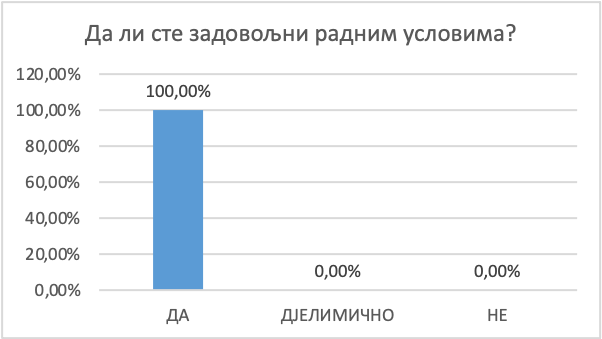 Да ли сте задовољни радним условима?
120,00%
100,00%
80,00%
60,00%
40,00%
20,00%
0,00%
100,00%
0,00%
0,00%
ДА
ДЈЕЛИМИЧНО
НЕ